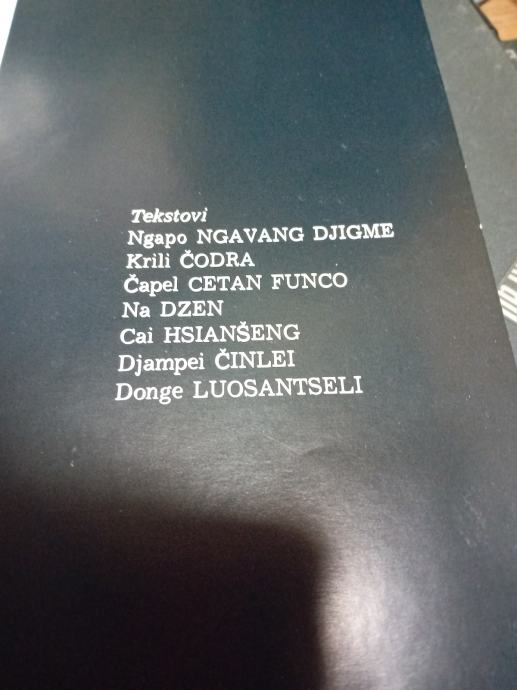 Tekstovi
Ngapo NGAVANG DJIGME
Krili ČODRA
Čapel CETAN FUNCO
Na DZEN
Cai HSIANŠENG
Djampei ČINLEI
Donge LUOSANTSELI